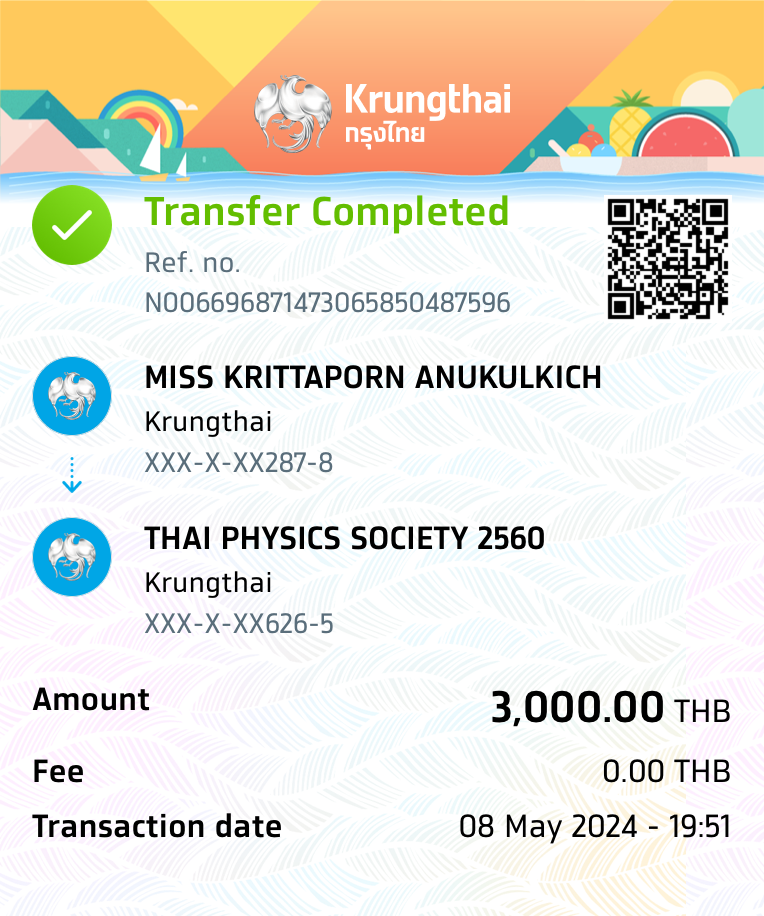 Krungthai
กรุงไทย
Transfer Completed
Ref. no.
N00669687147306585048​7596
MISS KRITTAPORN ANUKULKICH
Krungthai
XXX-X-XX287-8
THAI PHYSICS SOCIETY 2560
Krungthai
XXX-X-XX626-5
Amount 3,000.00 THB
Fee 0.00 THB
Transaction date 08 May 2024 - 19:51